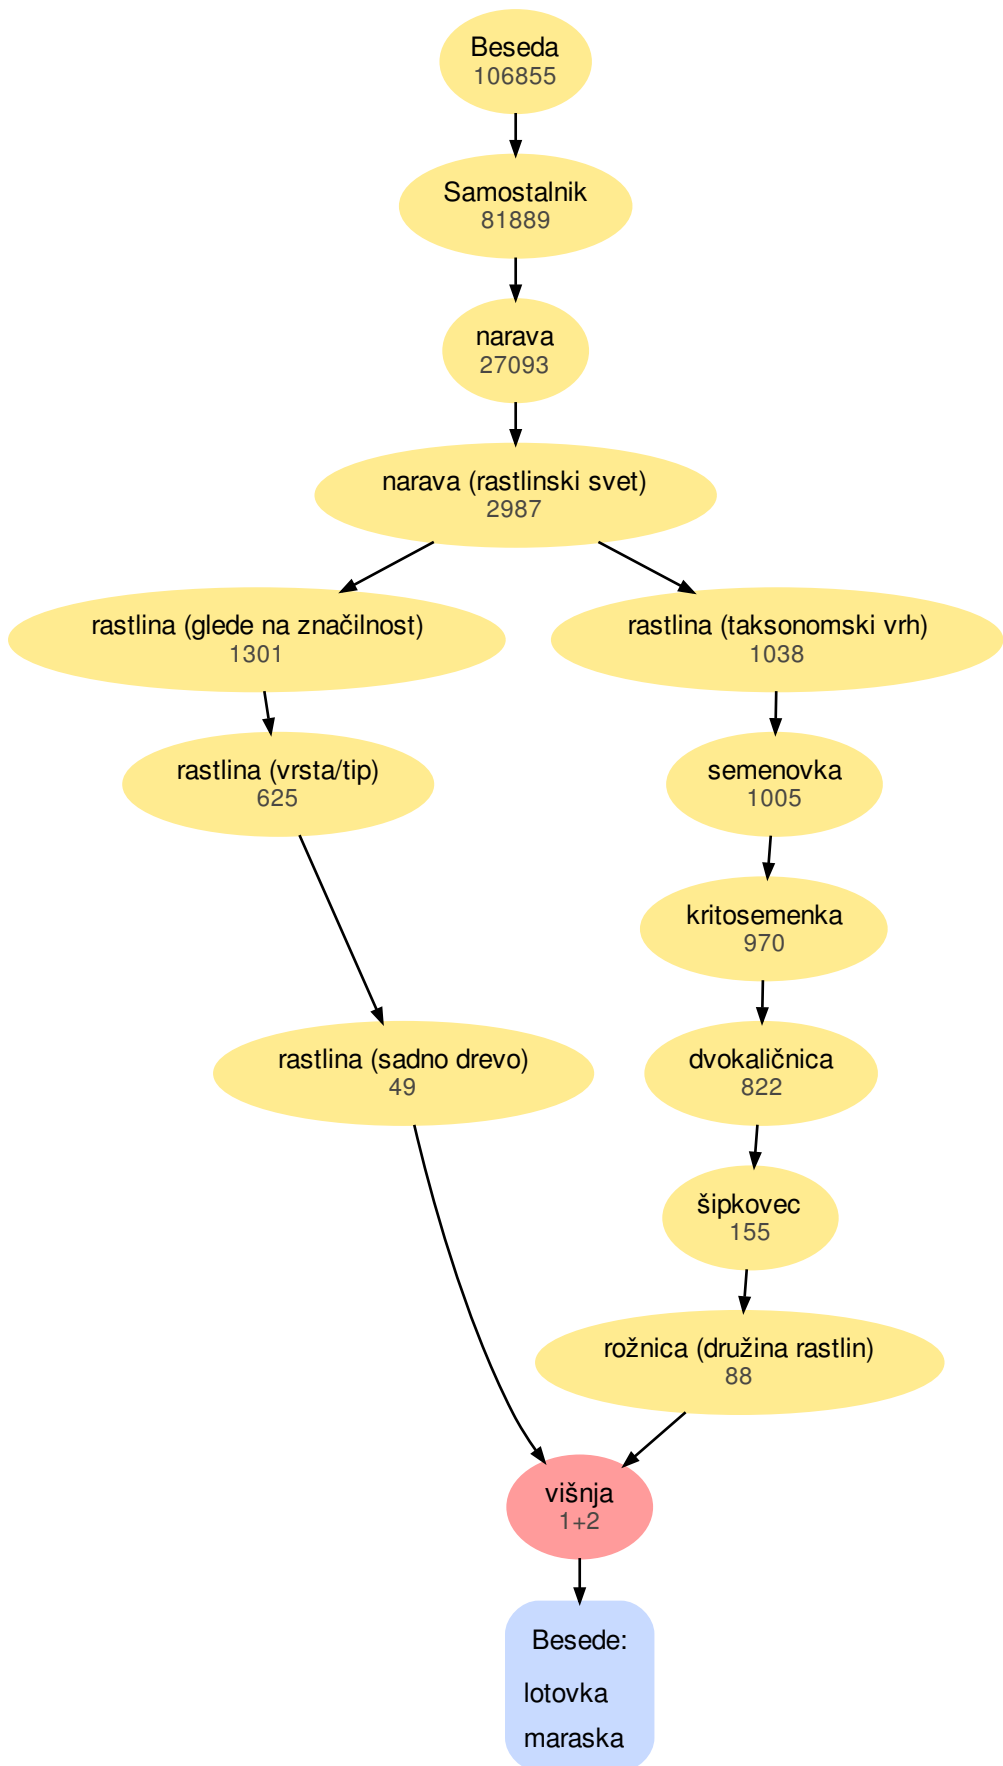 Beseda
106855
Samostalnik
81889
narava
27093
narava (rastlinski svet)
2987
rastlina (glede na značilnost)
1301
rastlina (taksonomski vrh)
1038
rastlina (vrsta/tip)
625
semenovka
1005
kritosemenka
970
rastlina (sadno drevo)
49
dvokaličnica
822
šipkovec
155
rožnica (družina rastlin)
88
višnja
1+2
Besede:
lotovka
maraska